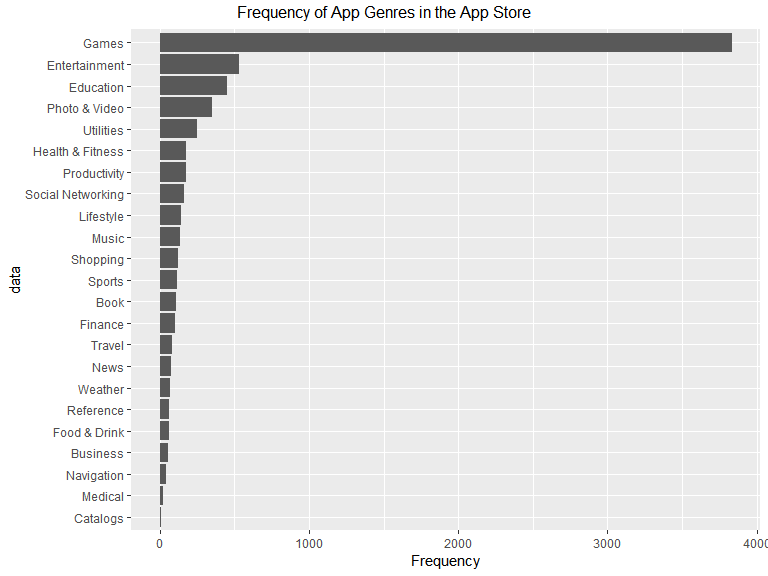 Frequency of App Genres in the App Store
Games
Entertainment
Education
Photo & Video
Utilities
Health & Fitness
Productivity
Social Networking
Lifestyle
Music
Shopping
Sports
Book
Finance
Travel
News
Weather
Reference
Food & Drink
Business
Navigation
Medical
Catalogs
data
0 1000 2000 3000 4000
Frequency